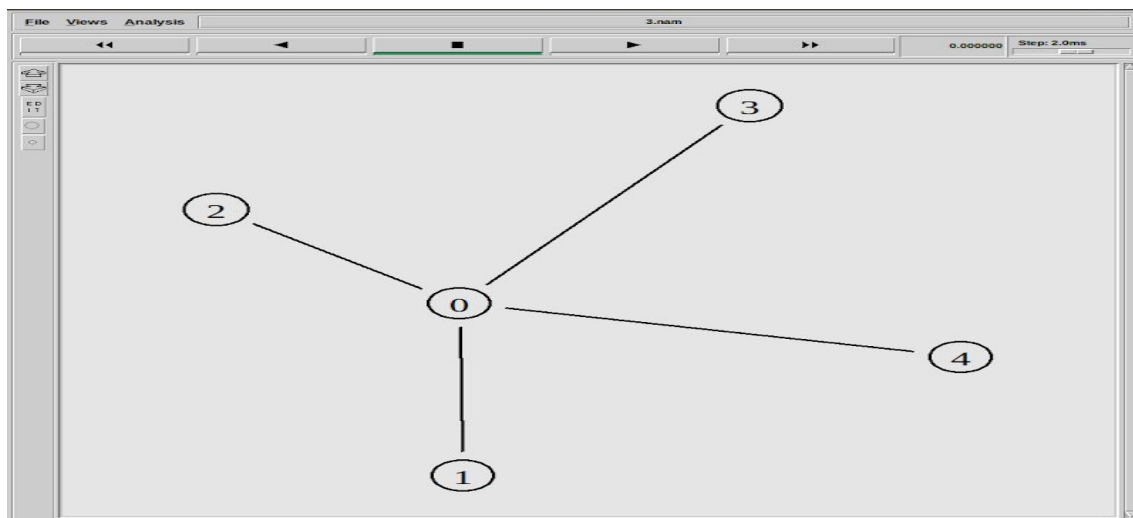 File Views Analysis 3.nam
0.000000 Step: 2.0ms
E D
I T
3
2
0
4
1